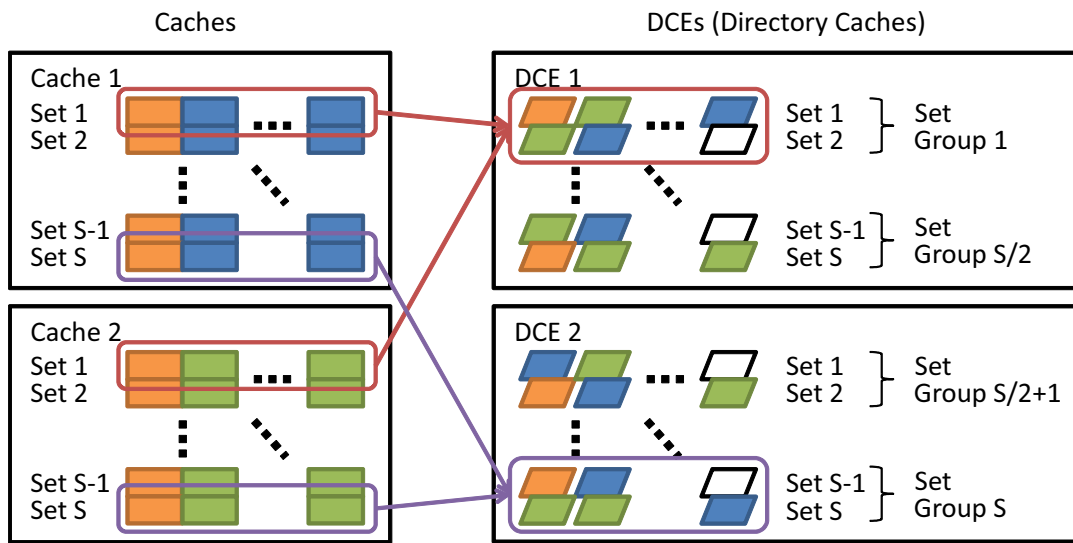 Caches
DCEs (Directory Caches)
Cache 1
Set 1
Set 2
Set S-1
Set S
DCE 1
Set 1
Set 2
Set
Group 1
Set S-1
Set S
Set
Group S/2
Cache 2
Set 1
Set 2
Set S-1
Set S
DCE 2
Set 1
Set 2
Set
Group S/2+1
Set S-1
Set S
Set
Group S